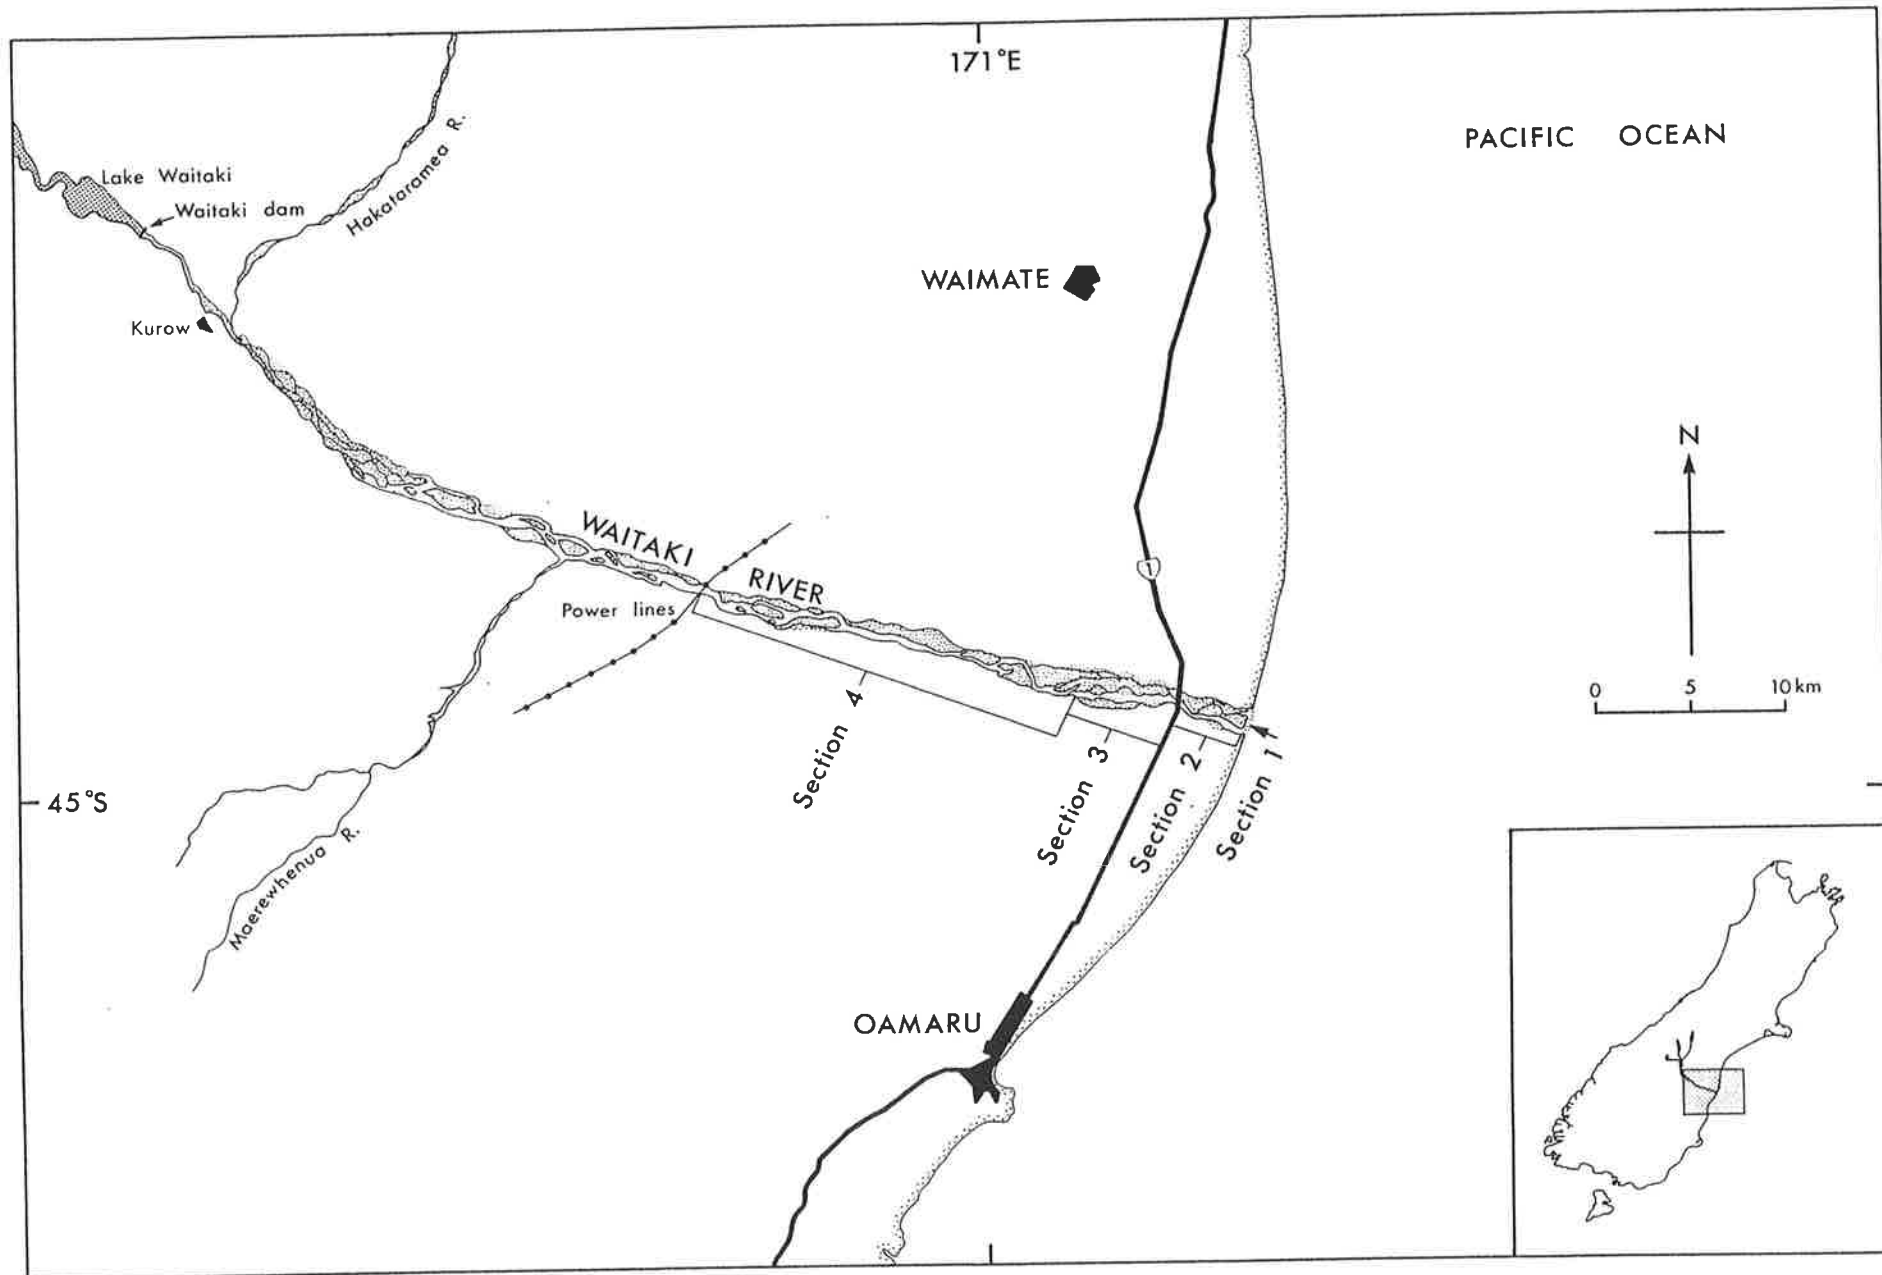 171°E
PACIFIC OCEAN
Lake Waitaki
Waitaki dam
Hakataramea R.
WAIMATE
Kurow
N
WAITAKI RIVER
1
Power lines
0 5 10 km
Section 4
Section 3
Section 2
Section 1
45°S
Maerewhenua R.
OAMARU